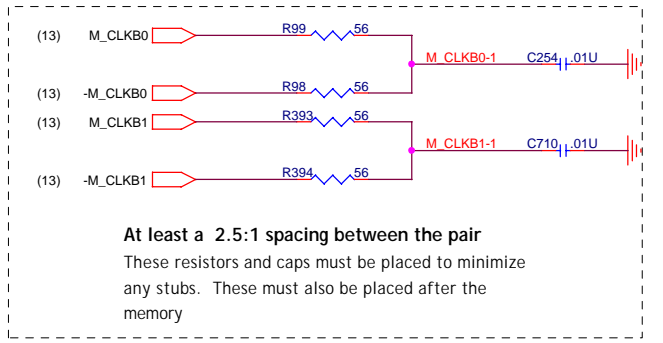 (13) M_CLKB0 R99 56
M_CLKB0-1 C254 .01U
(13) -M_CLKB0 R98 56
(13) M_CLKB1 R393 56
M_CLKB1-1 C710 .01U
(13) -M_CLKB1 R394 56
At least a 2.5:1 spacing between the pair
These resistors and caps must be placed to minimize
any stubs. These must also be placed after the
memory